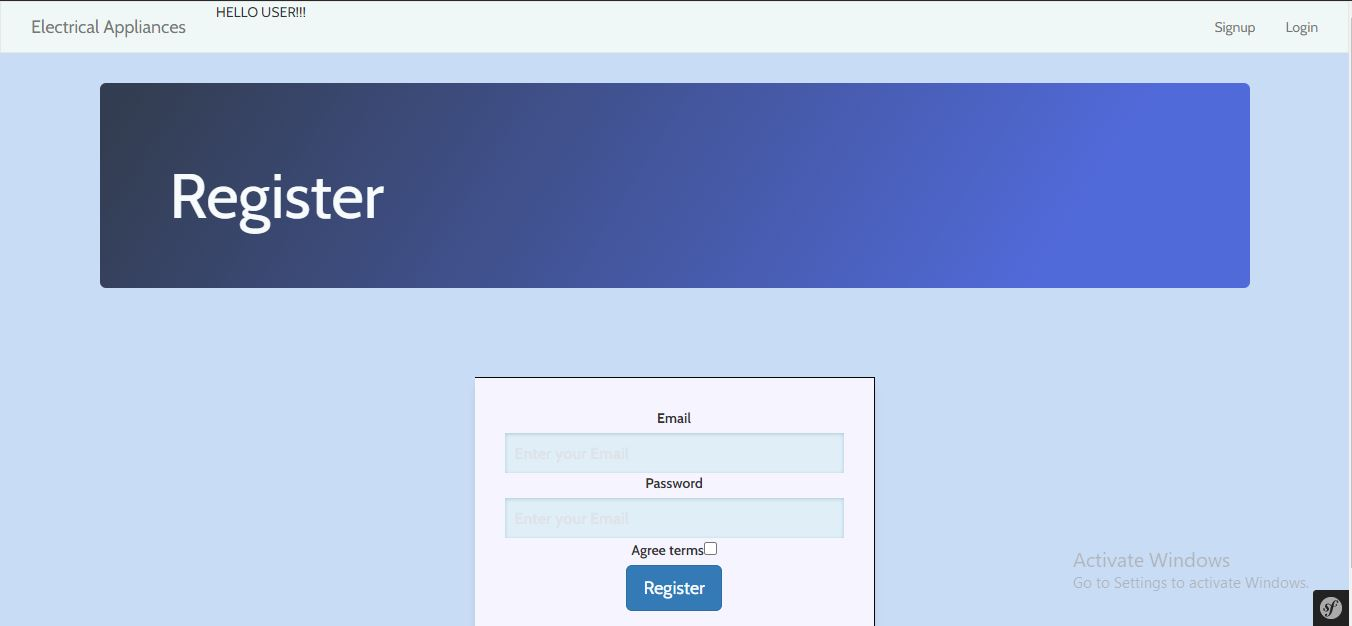 HELLO USER!!!
Electrical Appliances
Signup
Login
Register
Email
Enter your Email
Password
Enter your Email
Agree terms
Register
Activate Windows
Go to Settings to activate Windows.
sf